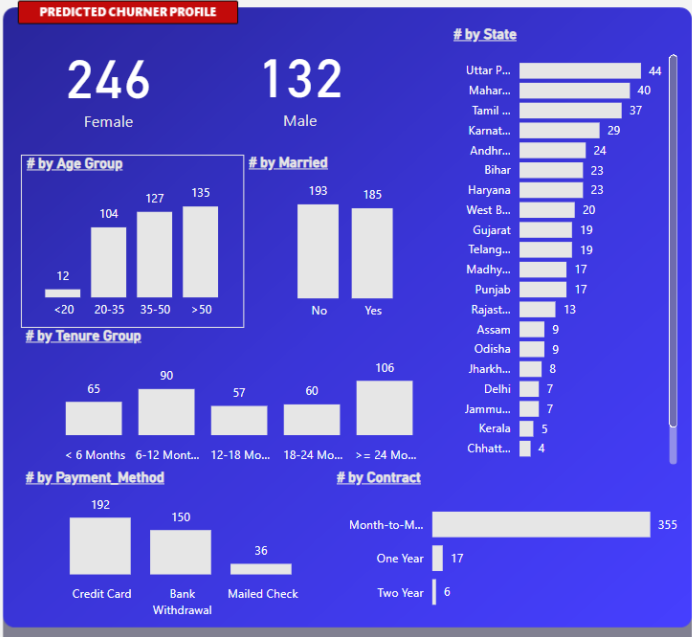 PREDICTED CHURNER PROFILE
246
Female
132
Male
# by Age Group
12
104
127
135
<20
20-35
35-50
>50
# by Married
193
185
No
Yes
# by Tenure Group
65
90
57
60
106
< 6 Months
6-12 Mont...
12-18 Mo...
18-24 Mo...
>= 24 Mo...
# by Payment_Method
192
150
36
Credit Card
Bank
Withdrawal
Mailed Check
# by State
Uttar P... 44
Mahar... 40
Tamil ... 37
Karnat... 29
Andhr... 24
Bihar 23
Haryana 23
West B... 20
Gujarat 19
Telang... 19
Madhy... 17
Punjab 17
Rajast... 13
Assam 9
Odisha 9
Jharkh... 8
Delhi 7
Jammu... 7
Kerala 5
Chhatt... 4
# by Contract
Month-to-M... 355
One Year 17
Two Year 6